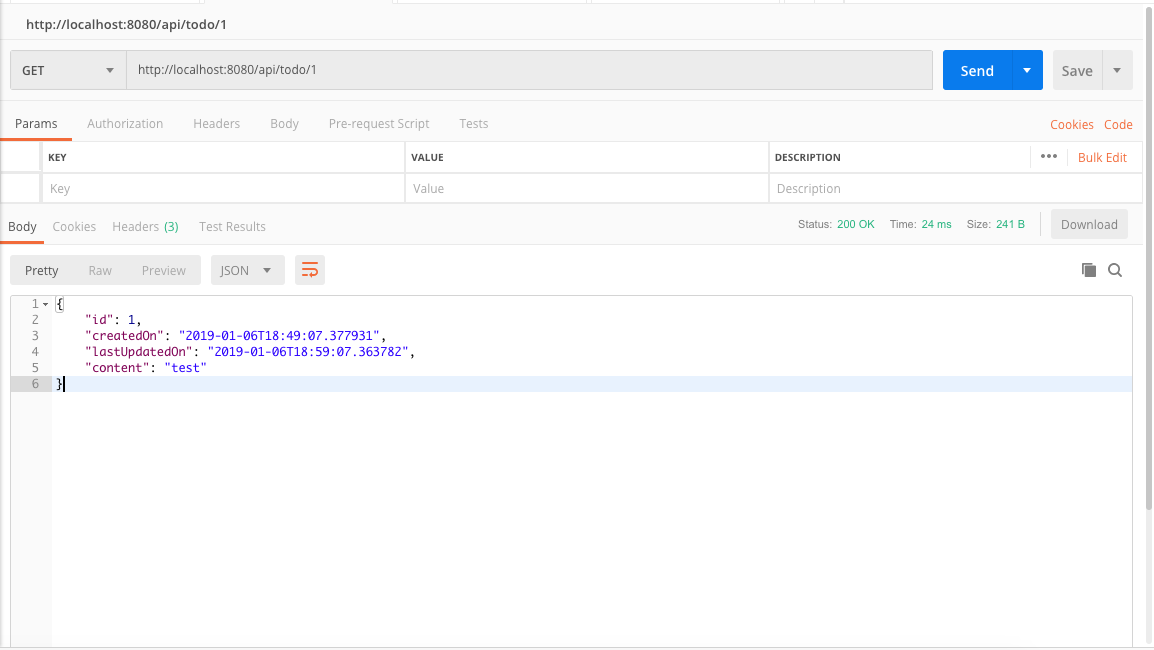 http://localhost:8080/api/todo/1
GET http://localhost:8080/api/todo/1 Send Save
Params Authorization Headers Body Pre-request Script Tests Cookies Code
KEY VALUE DESCRIPTION ••• Bulk Edit
Key Value Description
Body Cookies Headers (3) Test Results Status: 200 OK Time: 24 ms Size: 241 B Download
Pretty Raw Preview JSON
1 {
2 "id": 1,
3 "createdOn": "2019-01-06T18:49:07.377931",
4 "lastUpdatedOn": "2019-01-06T18:59:07.363782",
5 "content": "test"
6 }